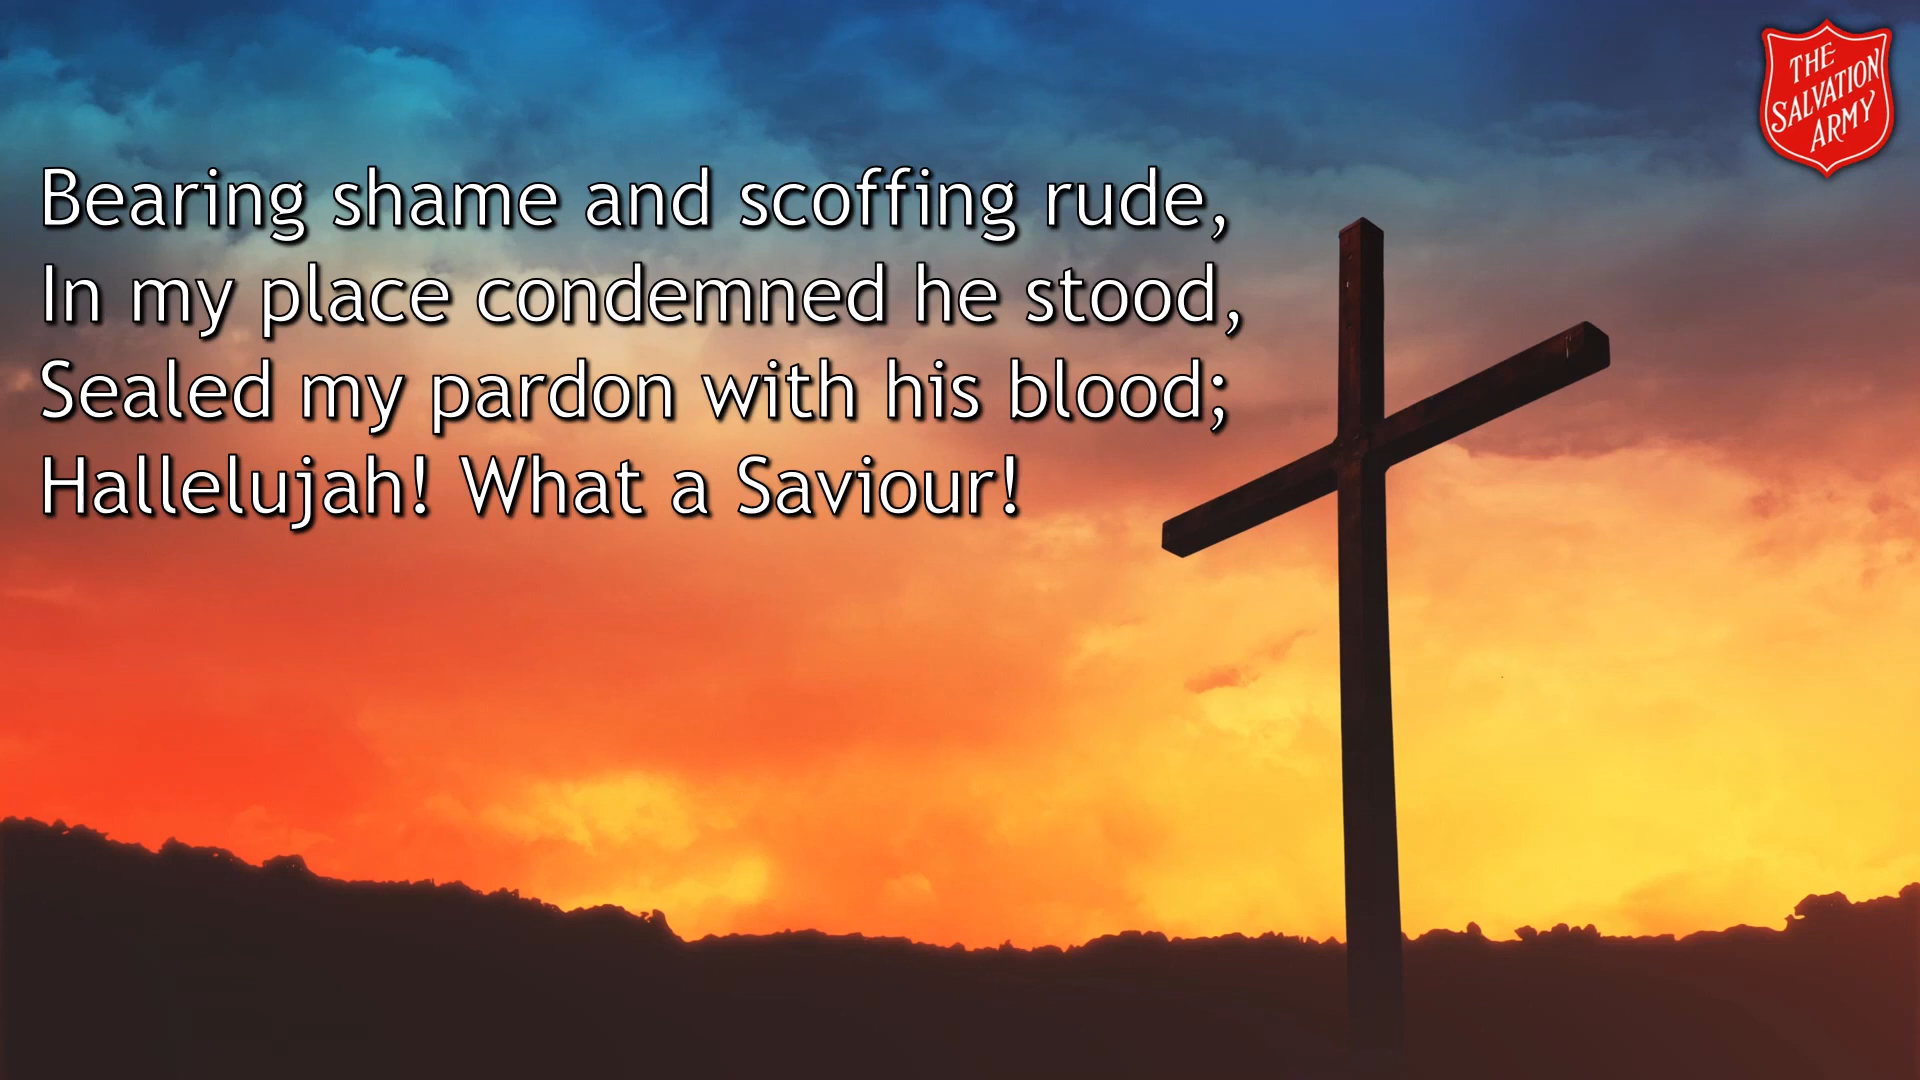 THE
SALVATION
ARMY
Bearing shame and scoffing rude,
In my place condemned he stood,
Sealed my pardon with his blood;
Hallelujah! What a Saviour!